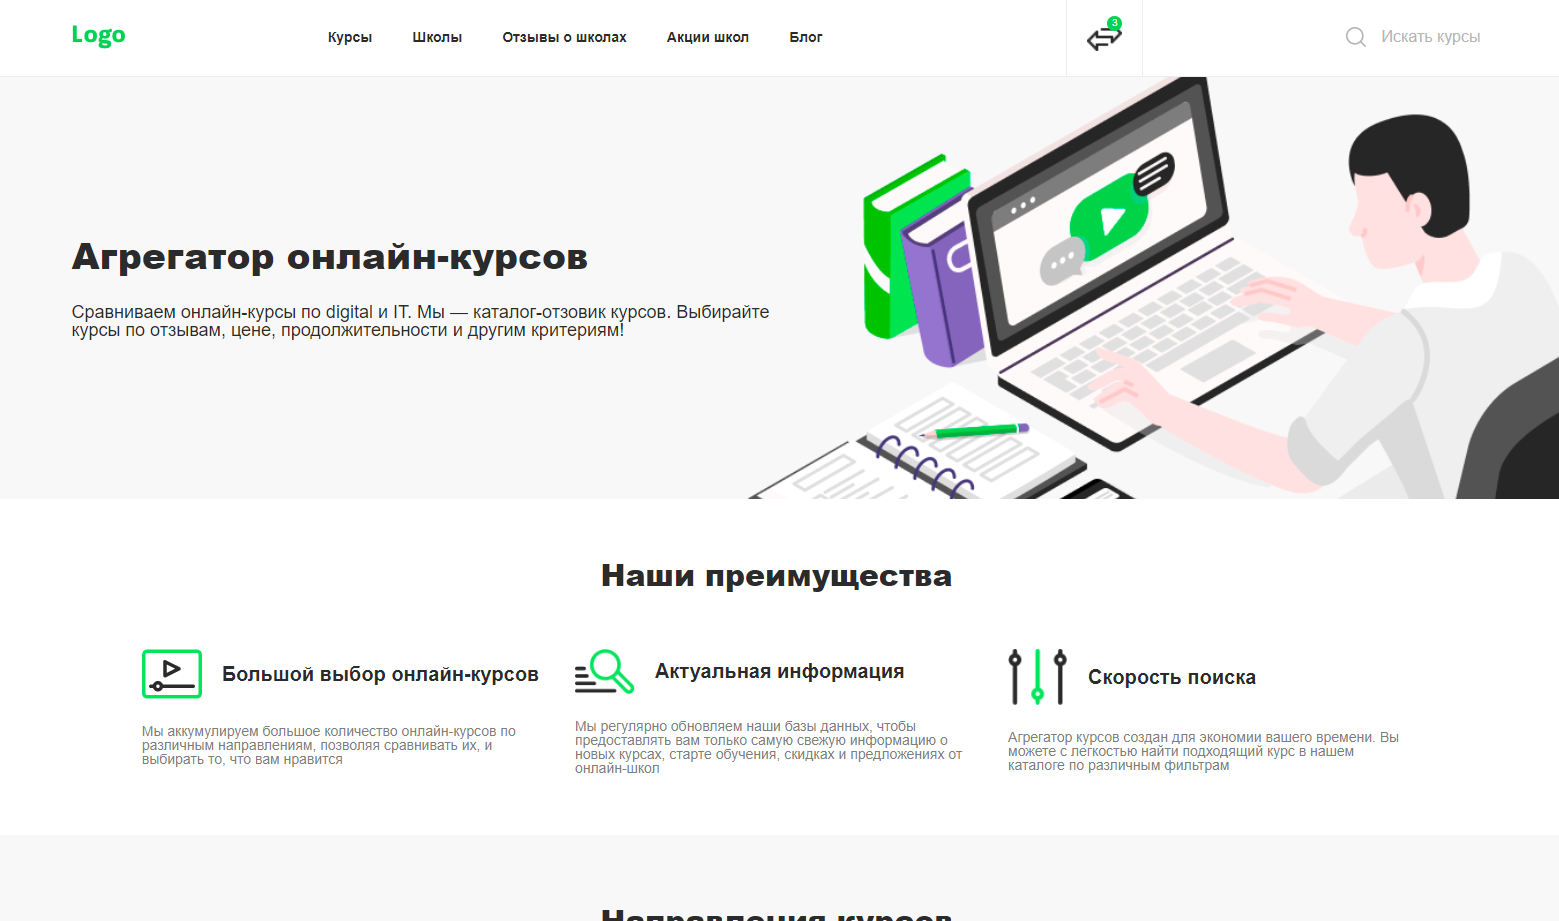 Logo
Курсы
Школы
Отзывы о школах
Акции школ
Блог
3
Искать курсы
Агрегатор онлайн-курсов
Сравниваем онлайн-курсы по digital и IT. Мы — каталог-отзовик курсов. Выбирайте
курсы по отзывам, цене, продолжительности и другим критериям!
Наши преимущества
Большой выбор онлайн-курсов
Мы аккумулируем большое количество онлайн-курсов по
различным направлениям, позволяя сравнивать их, и
выбирать то, что вам нравится
Актуальная информация
Мы регулярно обновляем наши базы данных, чтобы
предоставлять вам только самую свежую информацию о
новых курсах, старте обучения, скидках и предложениях от
онлайн-школ
Скорость поиска
Агрегатор курсов создан для экономии вашего времени. Вы
можете с легкостью найти подходящий курс в нашем
каталоге по различным фильтрам
Направления курсов